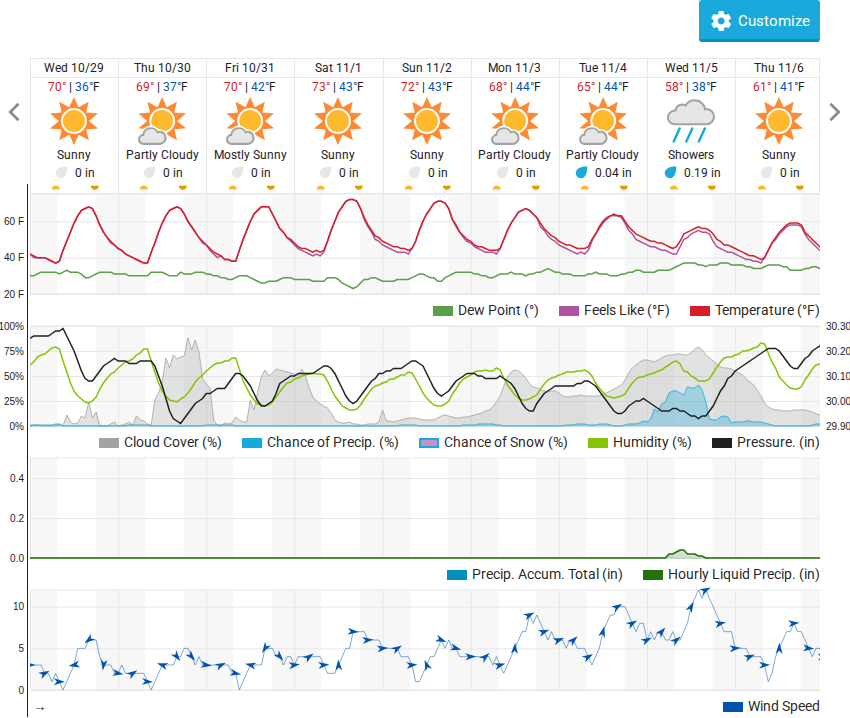 Customize
Wed 10/29 Thu 10/30 Fri 10/31 Sat 11/1 Sun 11/2 Mon 11/3 Tue 11/4 Wed 11/5 Thu 11/6
70° | 36°F 69° | 37°F 70° | 42°F 73° | 43°F 72° | 43°F 68° | 44°F 65° | 44°F 58° | 38°F 61° | 41°F
Sunny Partly Cloudy Mostly Sunny Sunny Sunny Partly Cloudy Partly Cloudy Showers Sunny
0 in 0 in 0 in 0 in 0 in 0 in 0.04 in 0.19 in 0 in
60 F
40 F
20 F
Dew Point (°) Feels Like (°F) Temperature (°F)
100% 30.30
75% 30.20
50% 30.10
25% 30.00
0% 29.90
Cloud Cover (%) Chance of Precip. (%) Chance of Snow (%) Humidity (%) Pressure. (in)
0.4
0.2
0.0
Precip. Accum. Total (in) Hourly Liquid Precip. (in)
10
5
0
→ Wind Speed